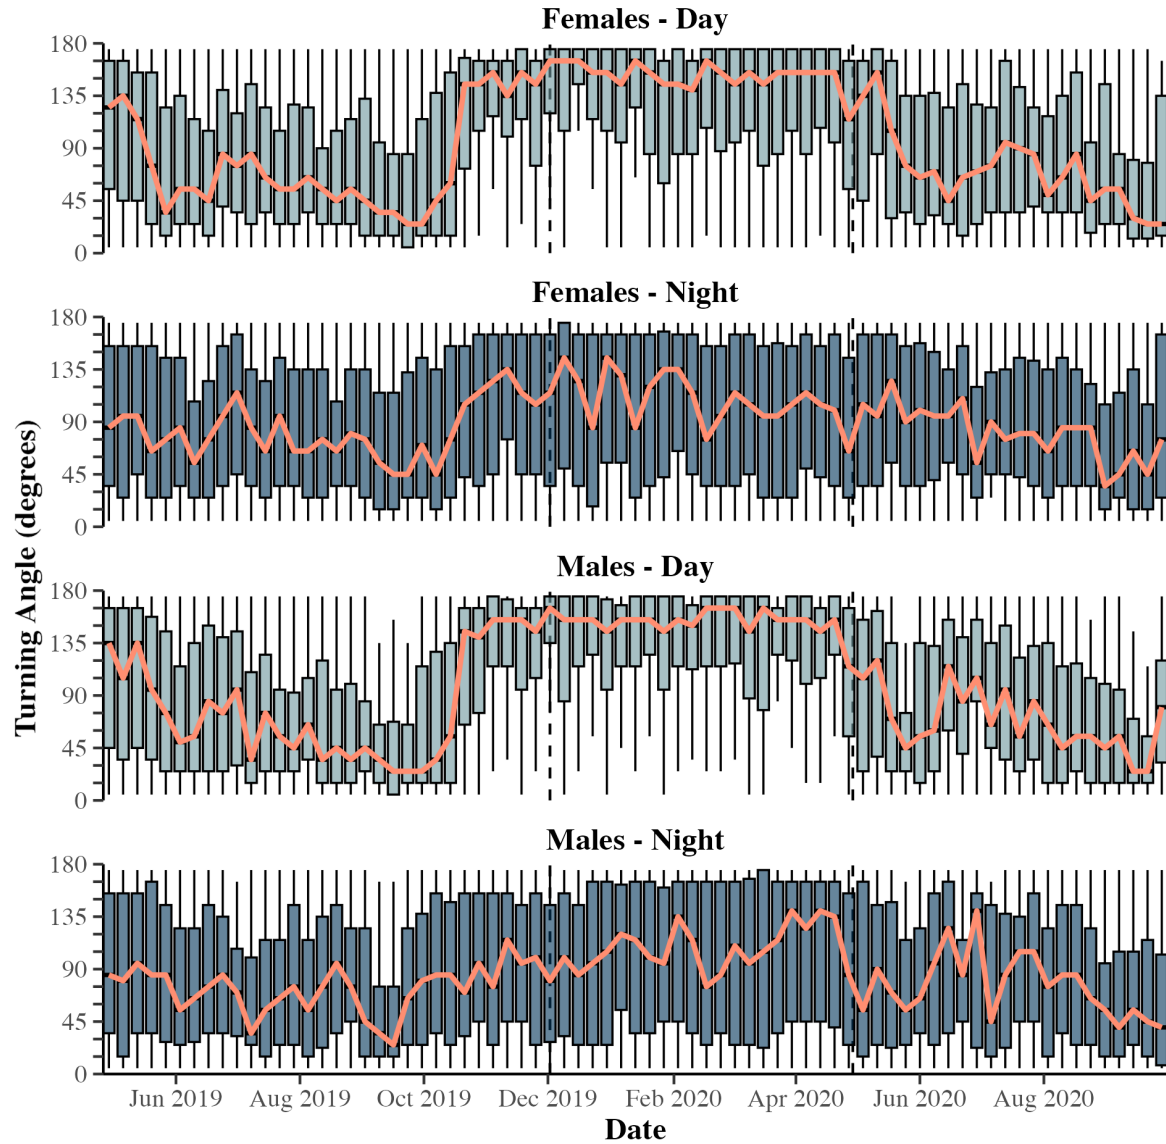 Females - Day
180
135
90
45
0
Females - Night
180
135
90
45
0
Males - Day
180
135
90
45
0
Males - Night
180
135
90
45
0
Turning Angle (degrees)
Jun 2019 Aug 2019 Oct 2019 Dec 2019 Feb 2020 Apr 2020 Jun 2020 Aug 2020
Date